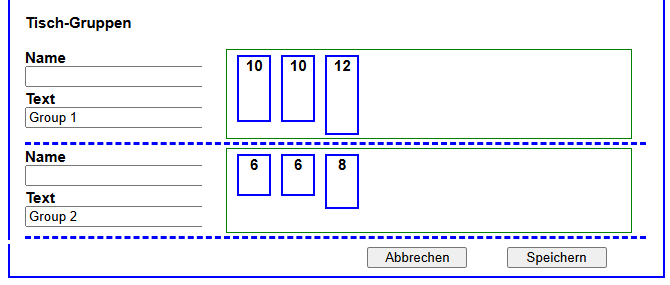 Tisch-Gruppen
Name
10 10 12
Text
Group 1
Name
6 6 8
Text
Group 2
Abbrechen Speichern